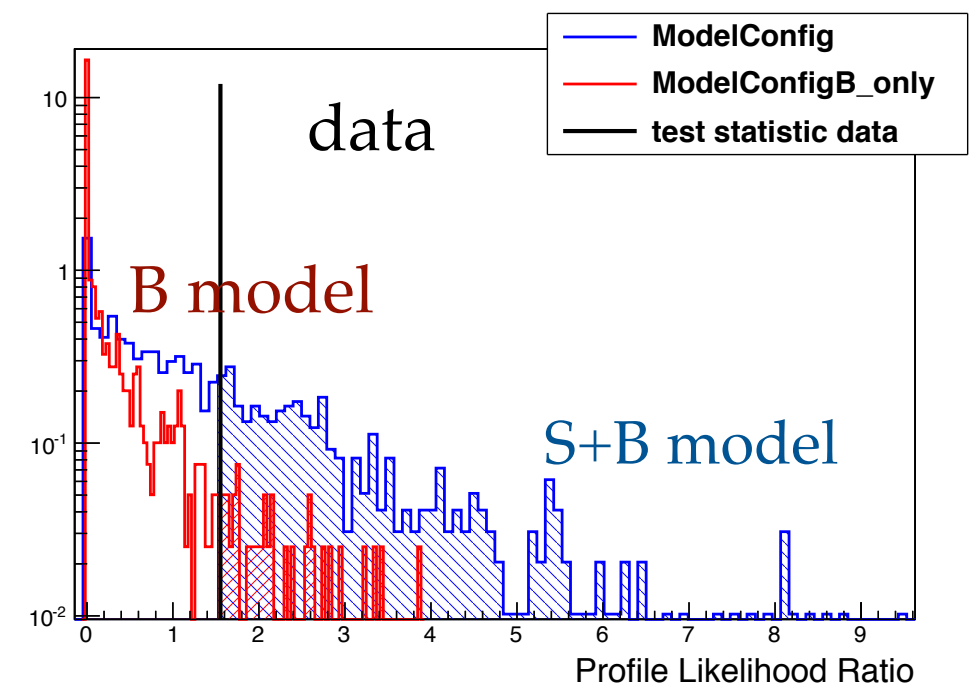 ModelConfig
ModelConfigB_only
test statistic data
data
B model
S+B model
10
1
10⁻¹
10⁻²
0 1 2 3 4 5 6 7 8 9
Profile Likelihood Ratio